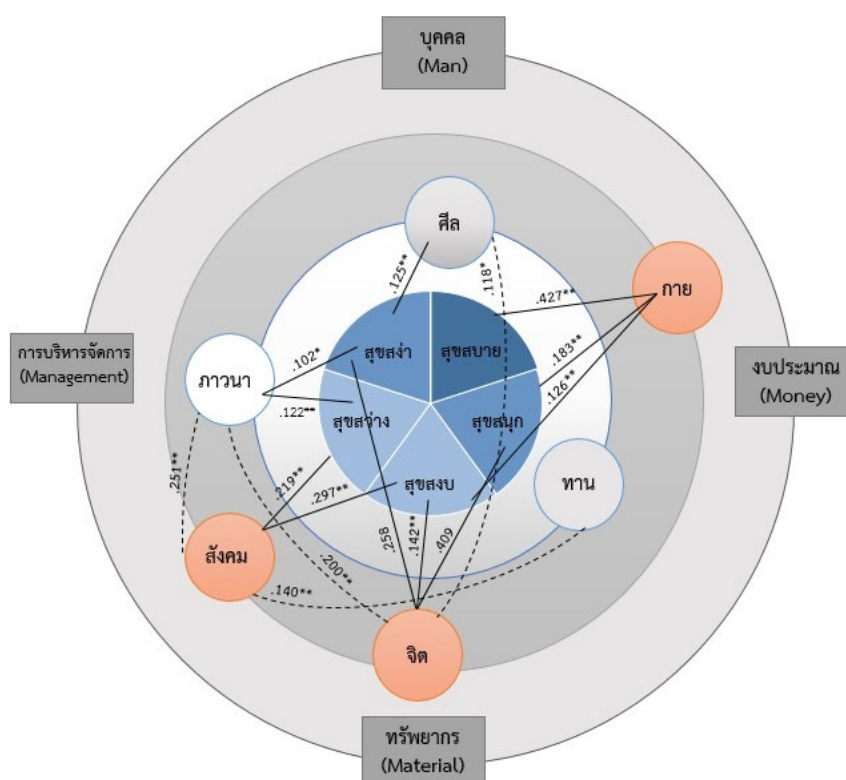 บุคคล
(Man)
ศีล
.125**
.118*
กาย
.427**
การบริหารจัดการ
(Management)
ภาวนา
.102*
สุขสง่า
สุขสบาย
.183**
.126**
งบประมาณ
(Money)
.122**
สุขสว่าง
สุขสนุก
.251**
.219**
.297**
สุขสงบ
ทาน
สังคม
.258
.142**
.409
.200**
.140**
จิต
ทรัพยากร
(Material)